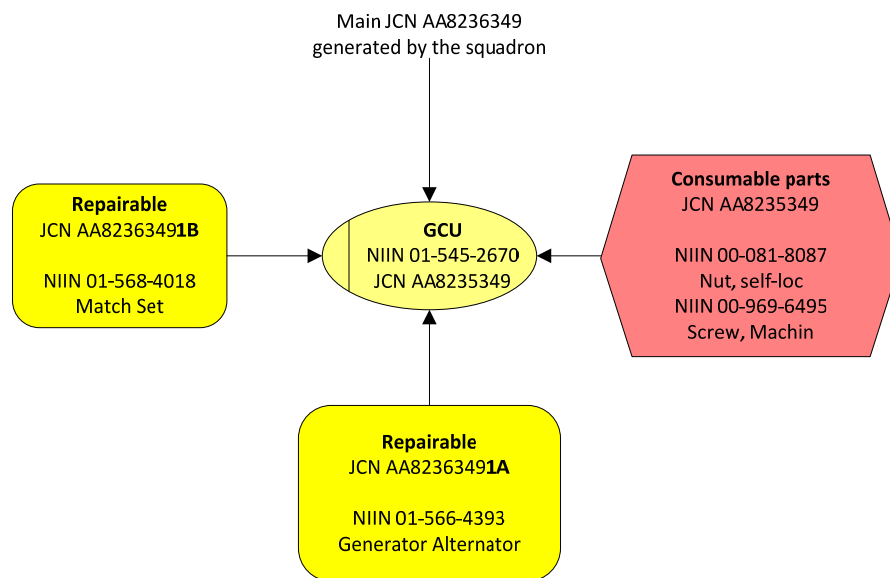 Main JCN AA8236349
generated by the squadron
Repairable
JCN AA82363491B
NIIN 01-568-4018
Match Set
GCU
NIIN 01-545-2670
JCN AA8235349
Consumable parts
JCN AA8235349
NIIN 00-081-8087
Nut, self-loc
NIIN 00-969-6495
Screw, Machin
Repairable
JCN AA82363491A
NIIN 01-566-4393
Generator Alternator